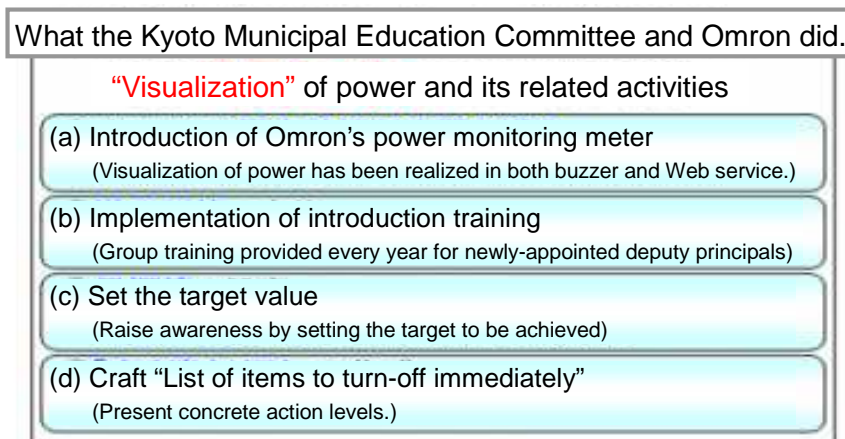 What the Kyoto Municipal Education Committee and Omron did.
“Visualization” of power and its related activities
(a) Introduction of Omron’s power monitoring meter
(Visualization of power has been realized in both buzzer and Web service.)
(b) Implementation of introduction training
(Group training provided every year for newly-appointed deputy principals)
(c) Set the target value
(Raise awareness by setting the target to be achieved)
(d) Craft “List of items to turn-off immediately”
(Present concrete action levels.)